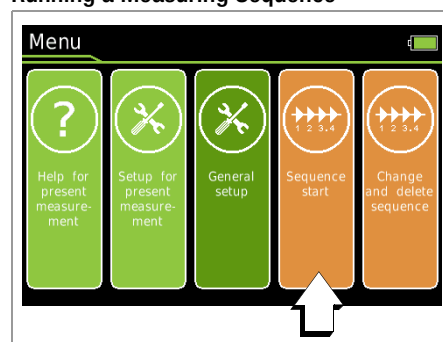 Running a Measuring Sequence
Menu
?
Help for
present
measure-
ment
Setup for
present
measure-
ment
General
setup
1 2 3.4
Sequence
start
1 2 3.4
Change
and delete
sequence